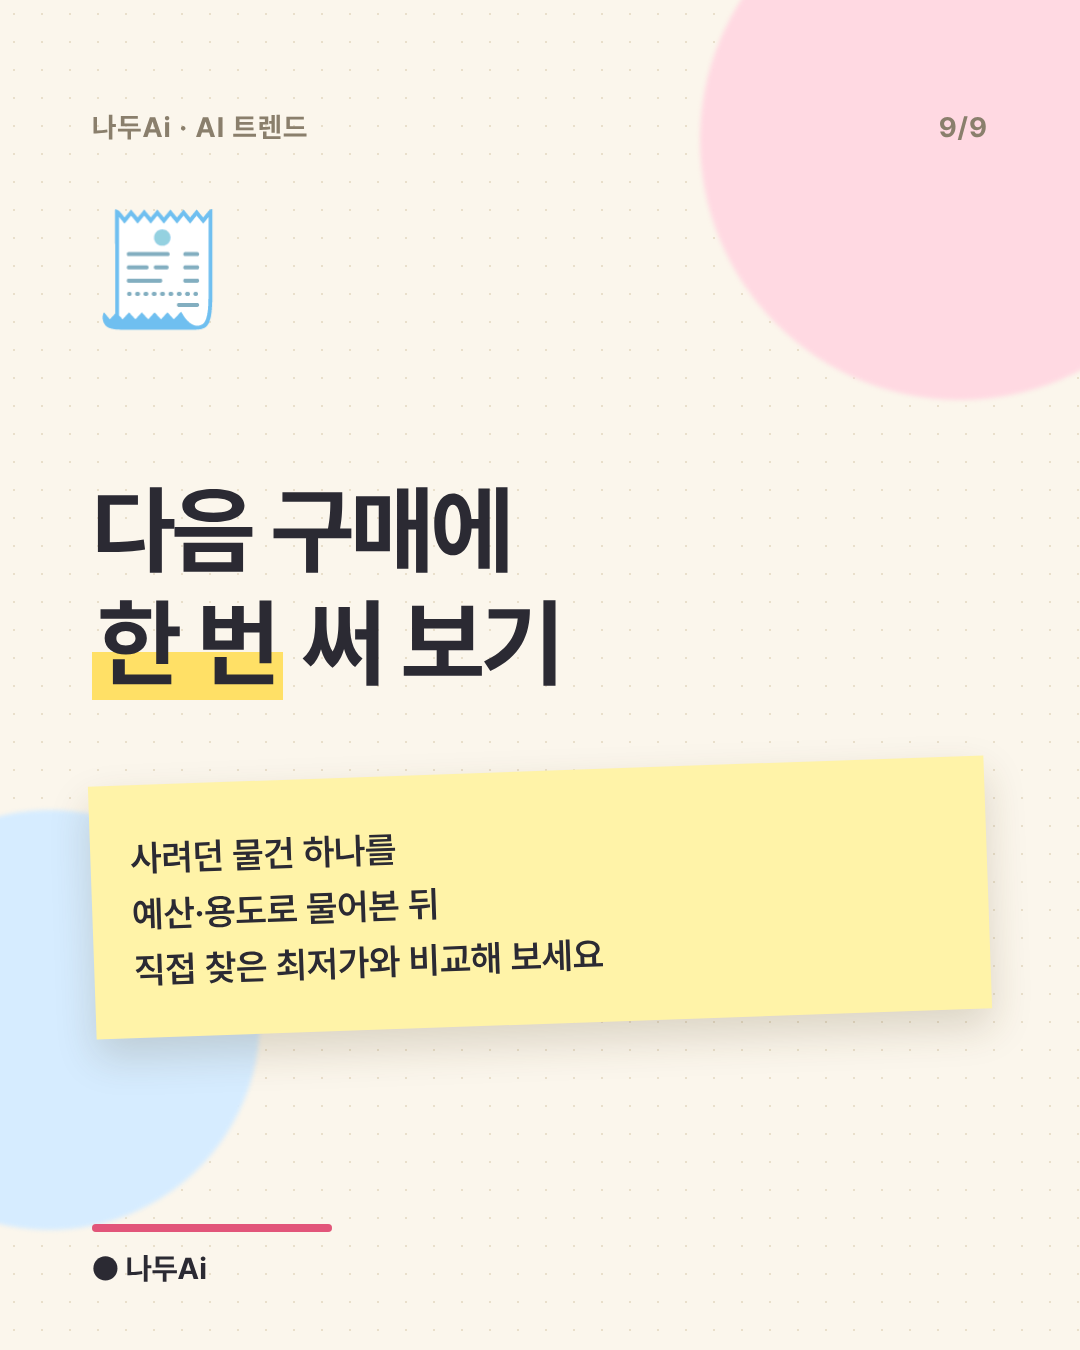 나두Ai · AI 트렌드
9/9
다음 구매에
한 번 써 보기
사려던 물건 하나를
예산·용도로 물어본 뒤
직접 찾은 최저가와 비교해 보세요
나두Ai